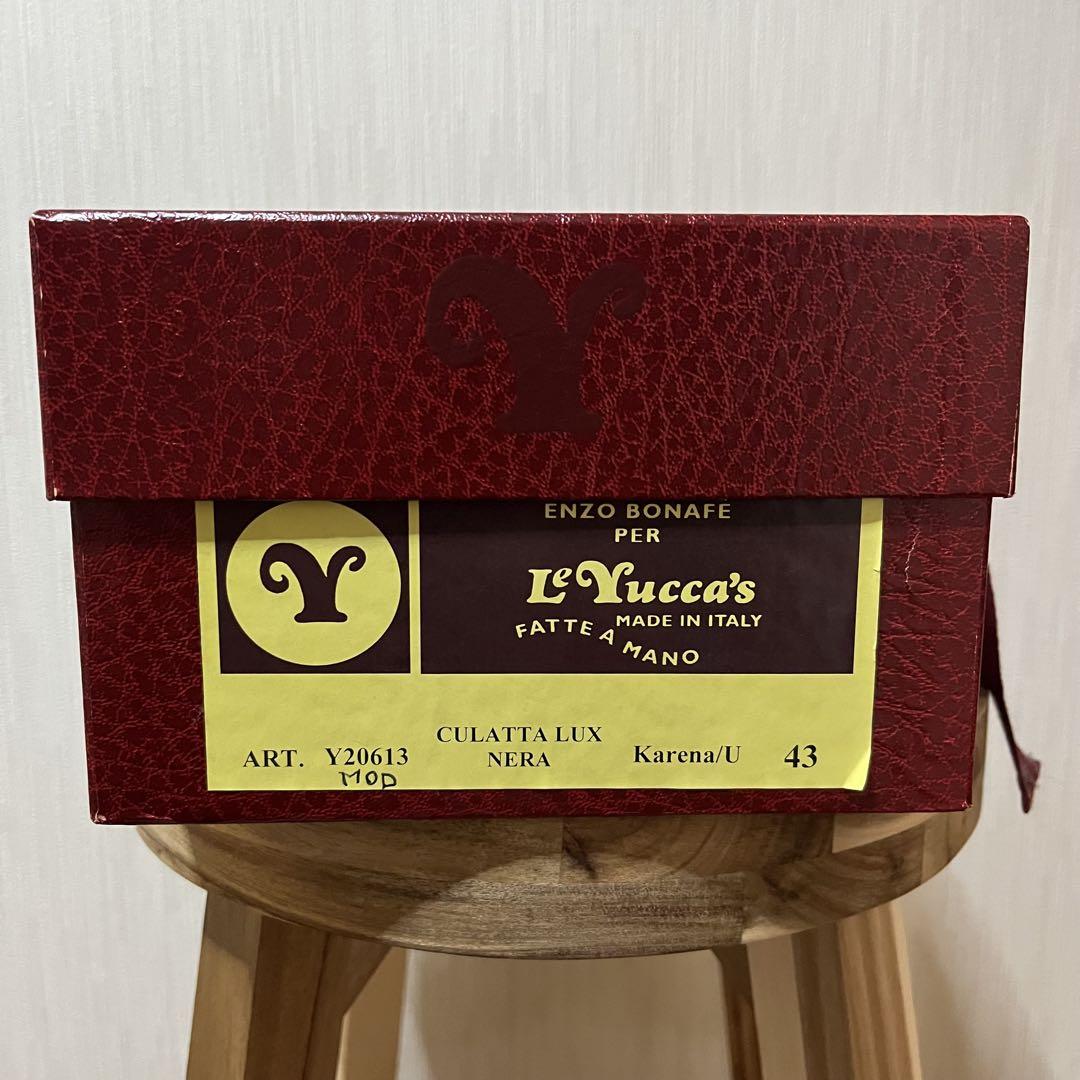 Y
Y
ENZO BONAFE
PER
Le Yucca's
MADE IN ITALY
FATTE A MANO
CULATTA LUX
ART. Y20613 NERA Karena/U 43
MOD